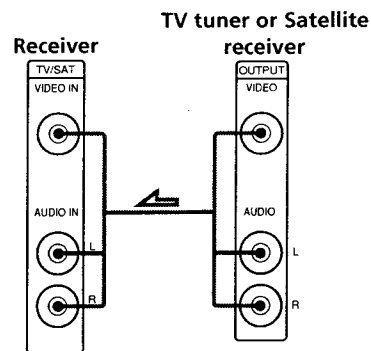 TV tuner or Satellite
receiver
Receiver
TV/SAT
VIDEO IN
AUDIO IN
L
R
OUTPUT
VIDEO
AUDIO
L
R